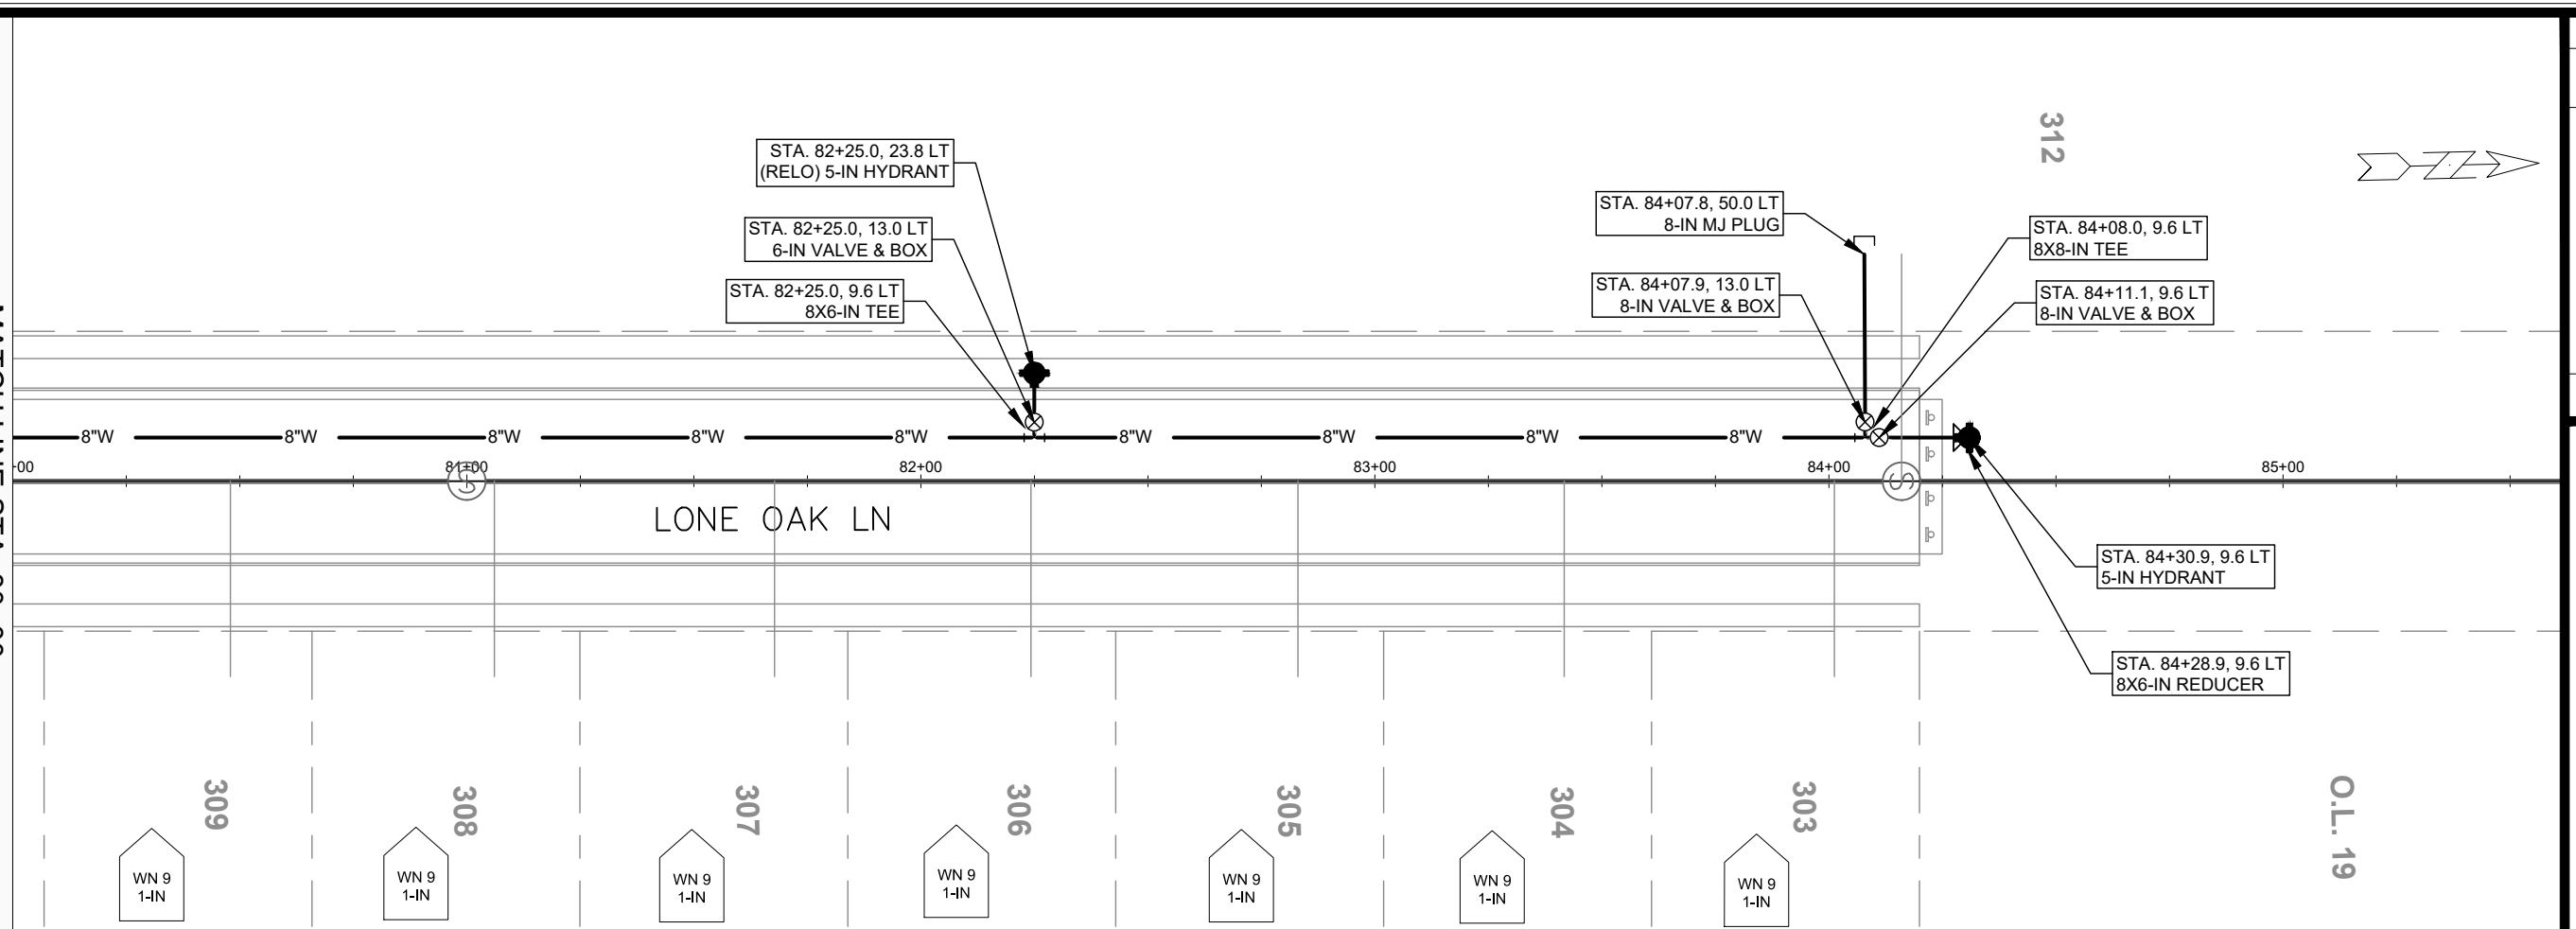 312
STA. 82+25.0, 23.8 LT
(RELO) 5-IN HYDRANT
STA. 82+25.0, 13.0 LT
6-IN VALVE & BOX
STA. 82+25.0, 9.6 LT
8X6-IN TEE
STA. 84+07.8, 50.0 LT
8-IN MJ PLUG
STA. 84+07.9, 13.0 LT
8-IN VALVE & BOX
STA. 84+08.0, 9.6 LT
8X8-IN TEE
STA. 84+11.1, 9.6 LT
8-IN VALVE & BOX
8"W
8"W
8"W
8"W
8"W
8"W
8"W
8"W
8"W
+00
81+00
82+00
83+00
84+00
85+00
S
S
LONE OAK LN
STA. 84+30.9, 9.6 LT
5-IN HYDRANT
STA. 84+28.9, 9.6 LT
8X6-IN REDUCER
309
308
307
306
305
304
303
O.L. 19
WN 9
1-IN
WN 9
1-IN
WN 9
1-IN
WN 9
1-IN
WN 9
1-IN
WN 9
1-IN
WN 9
1-IN